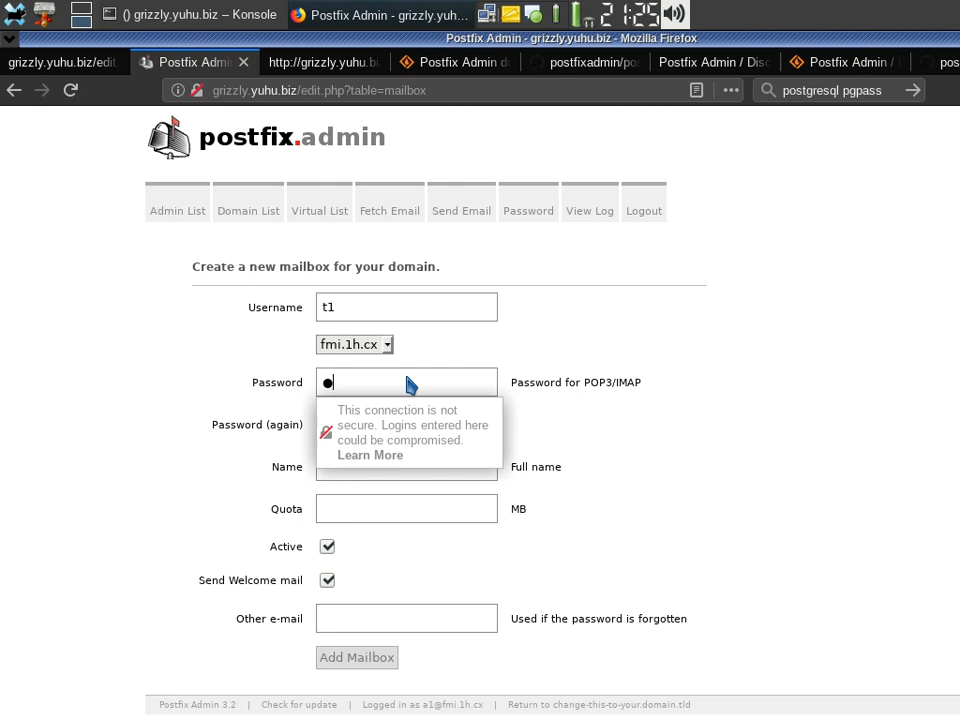 () grizzly.yuhu.biz – Konsole
Postfix Admin - grizzly.yuh...
2 1:25
Postfix Admin - grizzly.yuhu.biz - Mozilla Firefox
grizzly.yuhu.biz/edit.
Postfix Admin -
http://grizzly.yuhu.bi
Postfix Admin d
postfixadmin/po
Postfix Admin / Disc
Postfix Admin /
pos
grizzly.yuhu.biz/edit.php?table=mailbox
postgresql pgpass
postfix.admin
Admin List
Domain List
Virtual List
Fetch Email
Send Email
Password
View Log
Logout
Create a new mailbox for your domain.
Username
t1
fmi.1h.cx
Password
Password for POP3/IMAP
This connection is not
secure. Logins entered here
could be compromised.
Learn More
Password (again)
Name
Full name
Quota
MB
Active
Send Welcome mail
Other e-mail
Used if the password is forgotten
Add Mailbox
Postfix Admin 3.2 | Check for update | Logged in as a1@fmi.1h.cx | Return to change-this-to-your.domain.tld